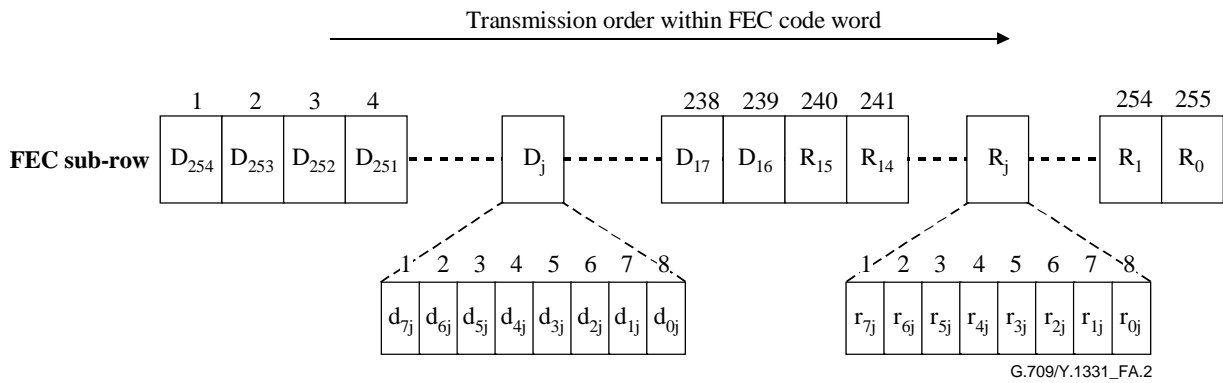 Transmission order within FEC code word
1 2 3 4 238 239 240 241 254 255
FEC sub-row D₂₅₄ D₂₅₃ D₂₅₂ D₂₅₁ Dⱼ D₁₇ D₁₆ R₁₅ R₁₄ Rⱼ R₁ R₀
1 2 3 4 5 6 7 8 1 2 3 4 5 6 7 8
d₇ⱼ d₆ⱼ d₅ⱼ d₄ⱼ d₃ⱼ d₂ⱼ d₁ⱼ d₀ⱼ r₇ⱼ r₆ⱼ r₅ⱼ r₄ⱼ r₃ⱼ r₂ⱼ r₁ⱼ r₀ⱼ
G.709/Y.1331_FA.2